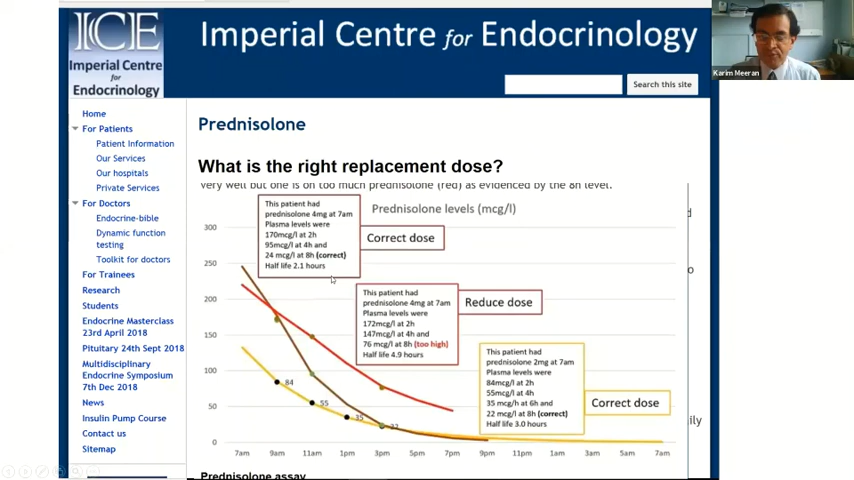 ICE
Imperial Centre
for
Endocrinology
Imperial Centre for Endocrinology
Search this site
Karim Meeran
Home
For Patients
Patient Information
Our Services
Our hospitals
Private Services
For Doctors
Endocrine-bible
Dynamic function
testing
Toolkit for doctors
For Trainees
Research
Students
Endocrine Masterclass
23rd April 2018
Pituitary 24th Sept 2018
Multidisciplinary
Endocrine Symposium
7th Dec 2018
News
Insulin Pump Course
Contact us
Sitemap
Prednisolone
What is the right replacement dose?
very well but one is on too much prednisolone (red) as evidenced by the 8h level.
Prednisolone levels (mcg/l)
This patient had
prednisolone 4mg at 7am
Plasma levels were
170mcg/l at 2h
95mcg/l at 4h and
24 mcg/l at 8h (correct)
Half life 2.1 hours
Correct dose
This patient had
prednisolone 4mg at 7am
Plasma levels were
172mcg/l at 2h
147mcg/l at 4h and
76 mcg/l at 8h (too high)
Half life 4.9 hours
Reduce dose
This patient had
prednisolone 2mg at 7am
Plasma levels were
84mcg/l at 2h
55mcg/l at 4h
35 mcg/h at 6h and
22 mcg/l at 8h (correct)
Half life 3.0 hours
Correct dose
300
250
200
150
100
50
0
84
55
35
22
7am 9am 11am 1pm 3pm 5pm 7pm 9pm 11pm 1am 3am 5am 7am
Prednisolone assay